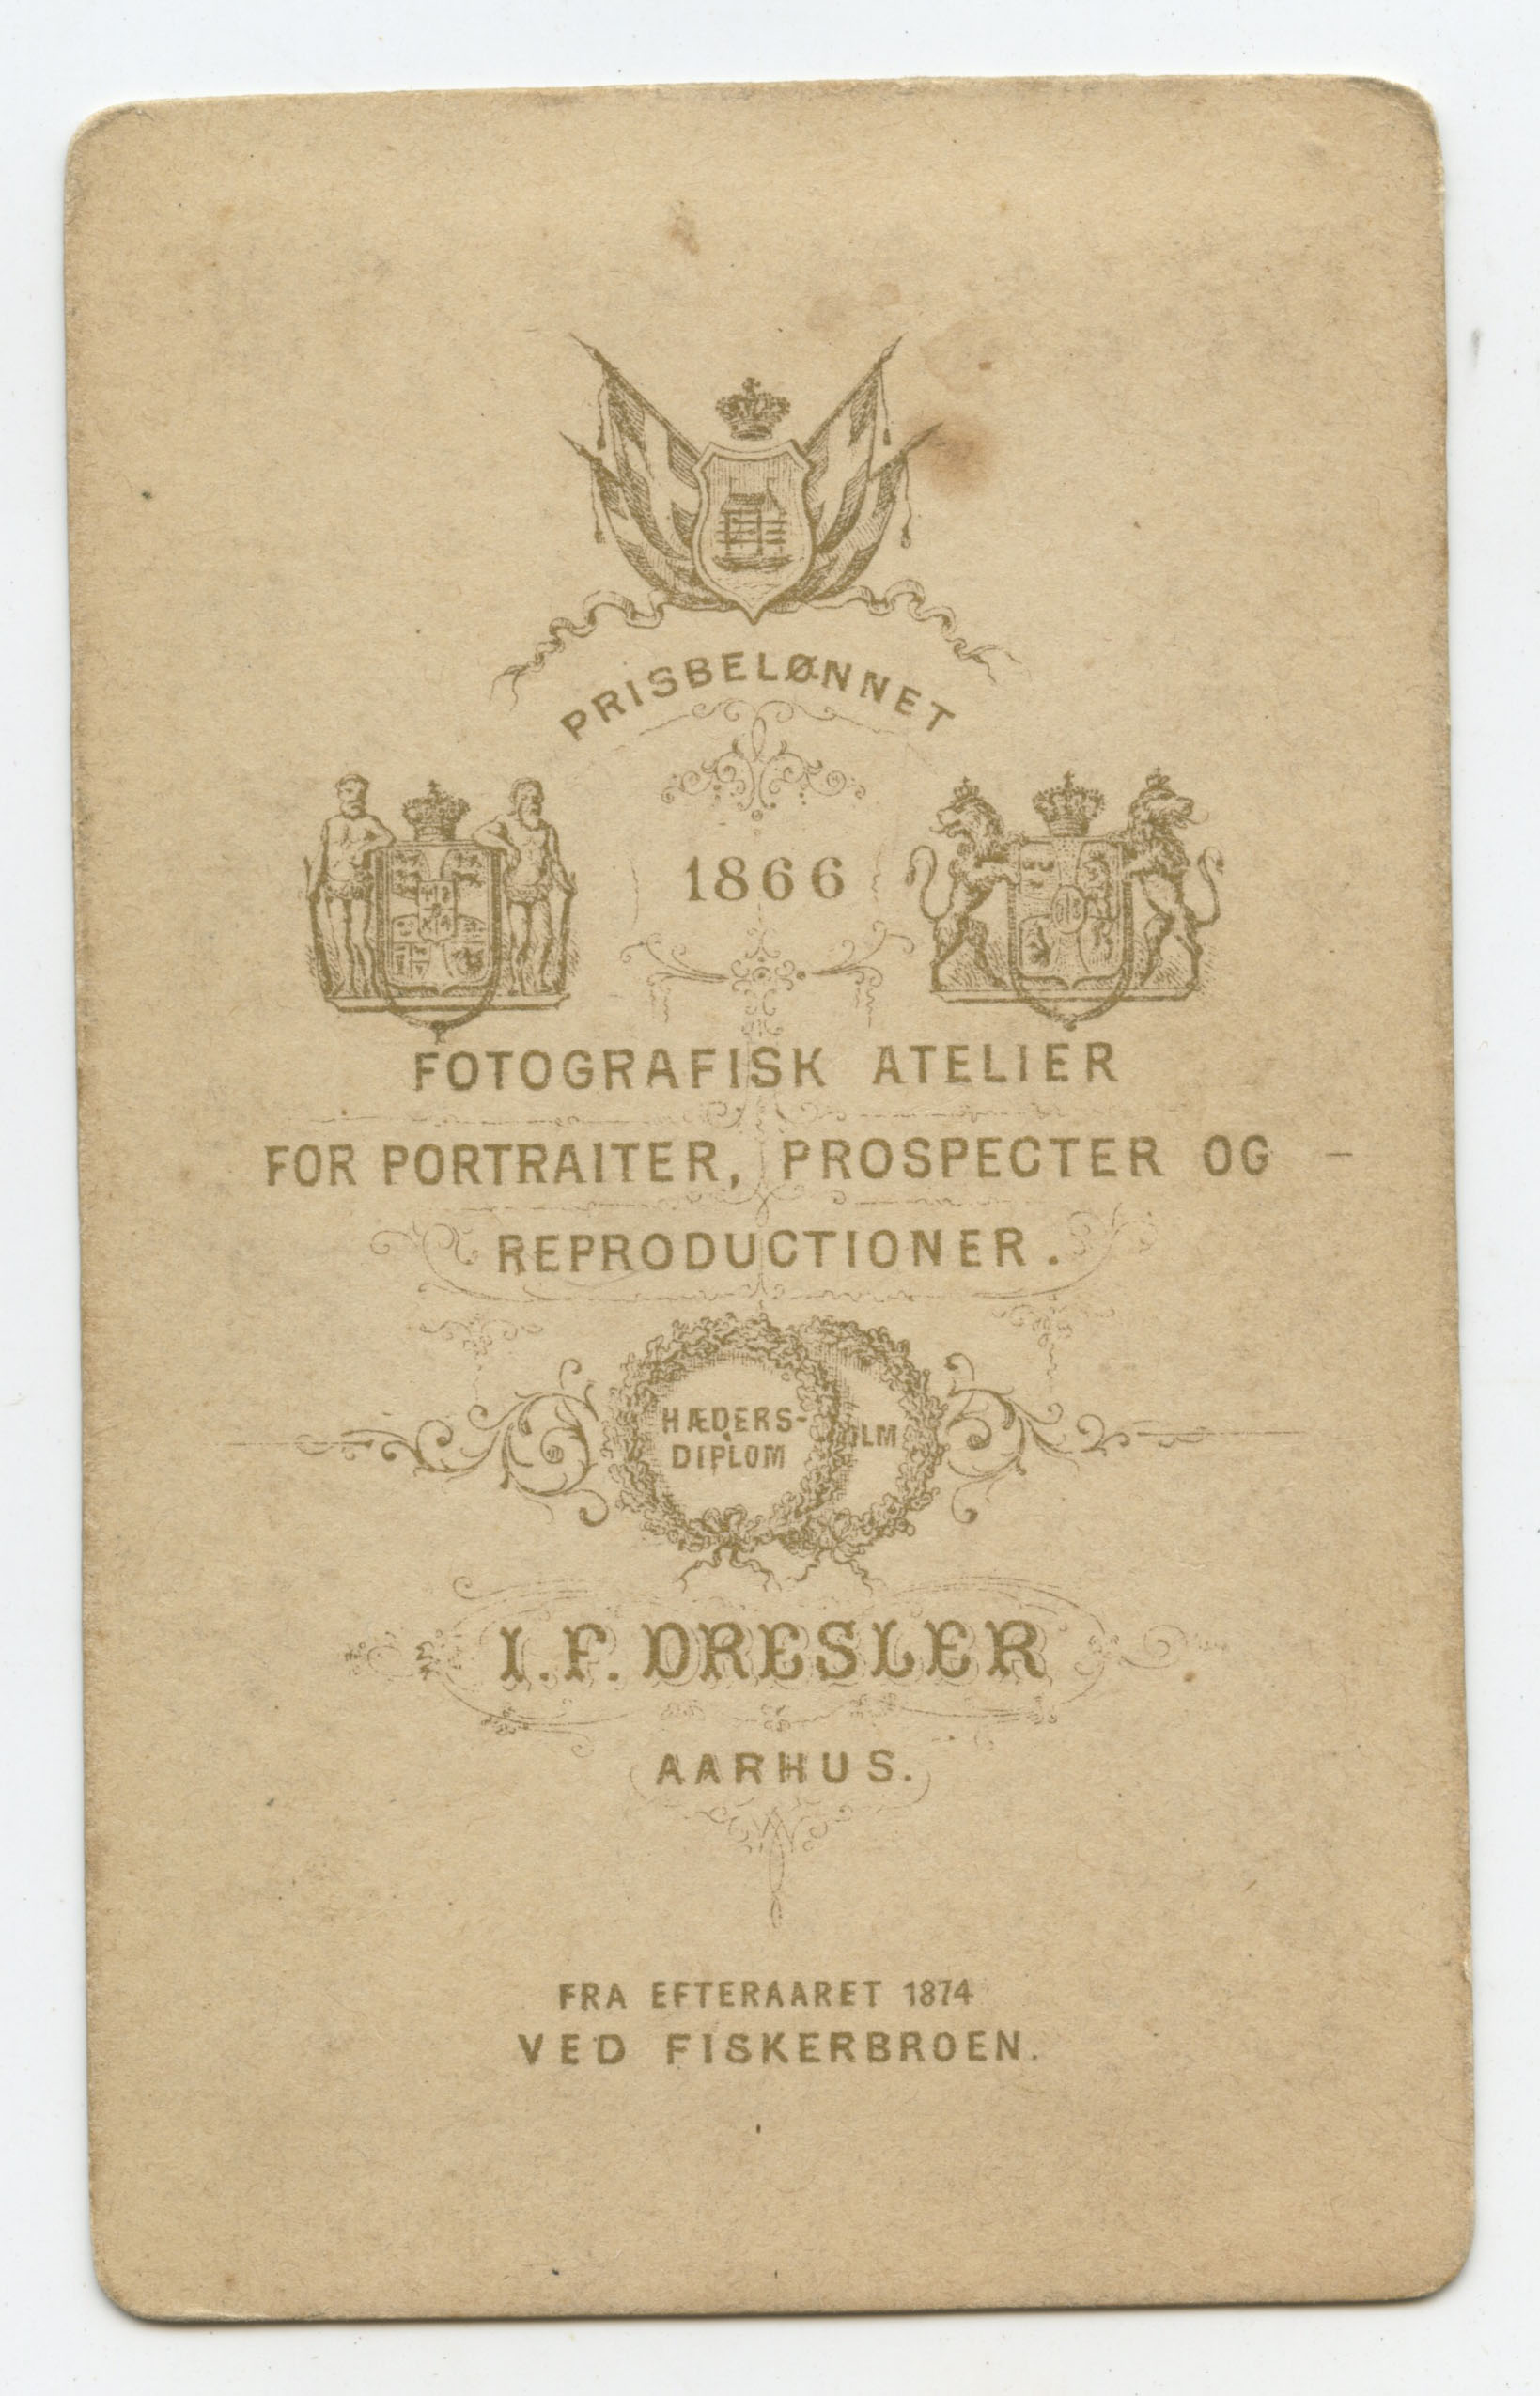 PRISBELØNNET
1866
FOTOGRAFISK ATELIER
FOR PORTRAITER, PROSPECTER OG
REPRODUCTIONER.
HÆDERS-
DIPLOM
I. F. DRESLER
AARHUS.
FRA EFTERAARET 1874
VED FISKERBROEN.